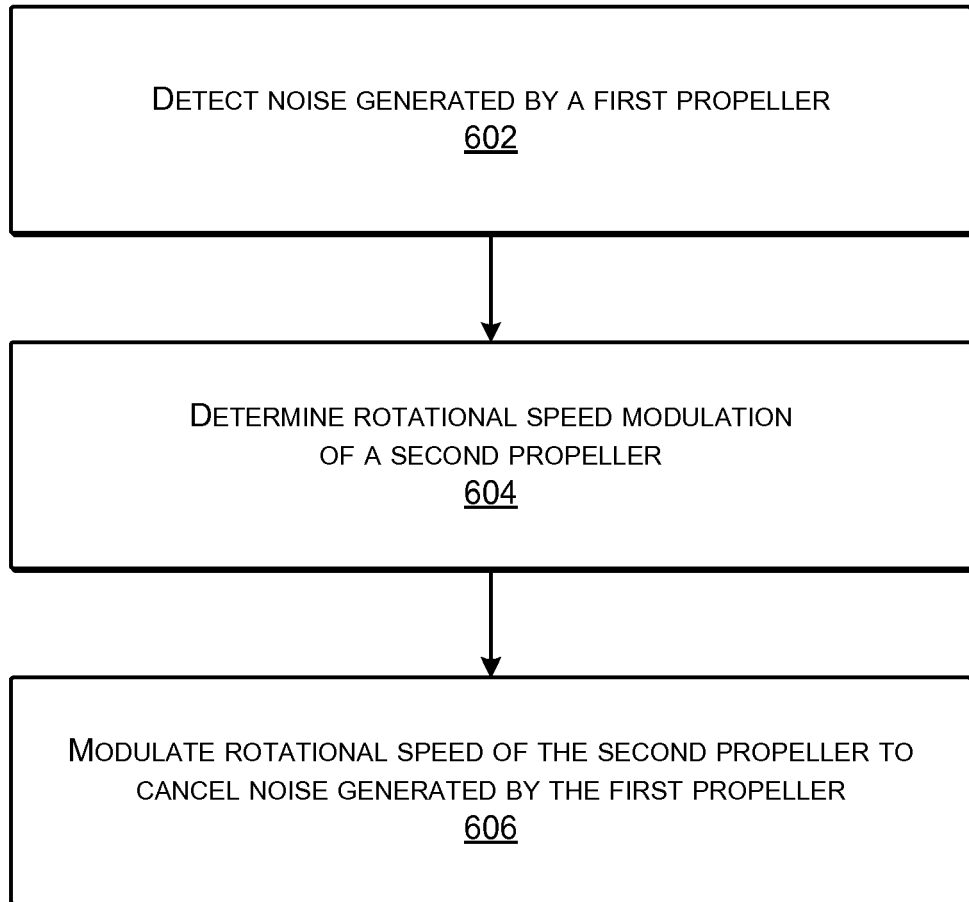 DETECT NOISE GENERATED BY A FIRST PROPELLER
602
DETERMINE ROTATIONAL SPEED MODULATION
OF A SECOND PROPELLER
604
MODULATE ROTATIONAL SPEED OF THE SECOND PROPELLER TO
CANCEL NOISE GENERATED BY THE FIRST PROPELLER
606